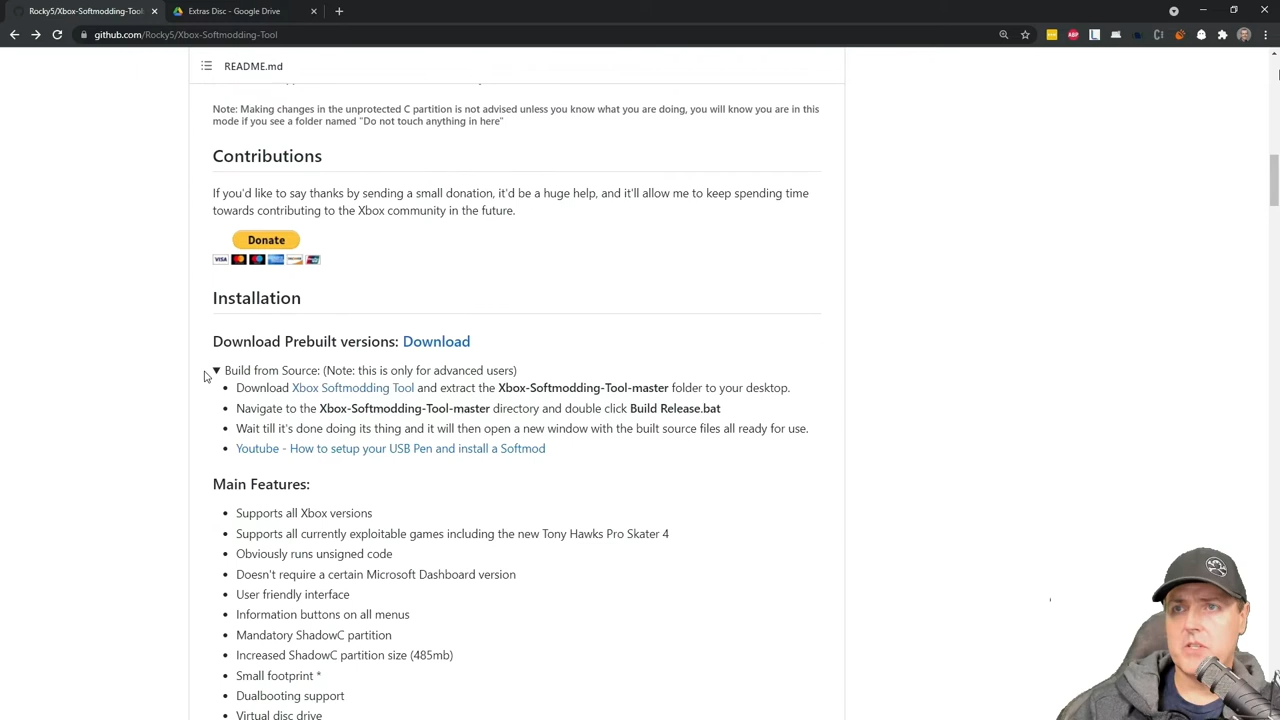 Rocky5/Xbox-Softmodding-Tool:
Extras Disc - Google Drive
github.com/Rocky5/Xbox-Softmodding-Tool
README.md
Note: Making changes in the unprotected C partition is not advised unless you know what you are doing, you will know you are in this
mode if you see a folder named "Do not touch anything in here"
Contributions
If you'd like to say thanks by sending a small donation, it'd be a huge help, and it'll allow me to keep spending time
towards contributing to the Xbox community in the future.
Donate
VISA
Installation
Download Prebuilt versions: Download
Build from Source: (Note: this is only for advanced users)
Download Xbox Softmodding Tool and extract the Xbox-Softmodding-Tool-master folder to your desktop.
Navigate to the Xbox-Softmodding-Tool-master directory and double click Build Release.bat
Wait till it's done doing its thing and it will then open a new window with the built source files all ready for use.
Youtube - How to setup your USB Pen and install a Softmod
Main Features:
Supports all Xbox versions
Supports all currently exploitable games including the new Tony Hawks Pro Skater 4
Obviously runs unsigned code
Doesn't require a certain Microsoft Dashboard version
User friendly interface
Information buttons on all menus
Mandatory ShadowC partition
Increased ShadowC partition size (485mb)
Small footprint *
Dualbooting support
Virtual disc drive